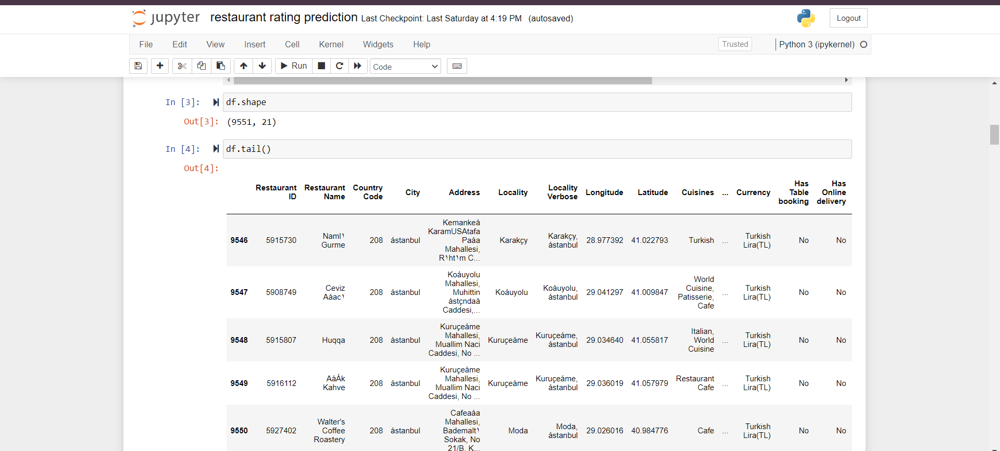 jupyter restaurant rating prediction Last Checkpoint: Last Saturday at 4:19 PM (autosaved) Logout
File Edit View Insert Cell Kernel Widgets Help Trusted Python 3 (ipykernel)
Run Code
In [3]: df.shape
Out[3]: (9551, 21)
In [4]: df.tail()
Out[4]:
Restaurant ID Restaurant Name Country Code City Address Locality Locality Verbose Longitude Latitude Cuisines ... Currency Has Table booking Has Online delivery
9546 5915730 Naml١ Gurme 208 ástanbul Kemankeá KaramUSAtafa Paáa Mahallesi, R١ht١m C... Karakçy Karakçy, ástanbul 28.977392 41.022793 Turkish ... Turkish Lira(TL) No No
9547 5908749 Ceviz Aáac١ 208 ástanbul Koáuyolu Mahallesi, Muhittin ástçndaá Caddesi,... Koáuyolu Koáuyolu, ástanbul 29.041297 41.009847 World Cuisine, Patisserie, Cafe ... Turkish Lira(TL) No No
9548 5915807 Huqqa 208 ástanbul Kuruçeáme Mahallesi, Muallim Naci Caddesi, No ... Kuruçeáme Kuruçeáme, ástanbul 29.034640 41.055817 Italian, World Cuisine ... Turkish Lira(TL) No No
9549 5916112 AáÁk Kahve 208 ástanbul Kuruçeáme Mahallesi, Muallim Naci Caddesi, No ... Kuruçeáme Kuruçeáme, ástanbul 29.036019 41.057979 Restaurant Cafe ... Turkish Lira(TL) No No
9550 5927402 Walter's Coffee Roastery 208 ástanbul Cafeaáa Mahallesi, Bademalt١ Sokak, No 21/B, K... Moda Moda, ástanbul 29.026016 40.984776 Cafe ... Turkish Lira(TL) No No